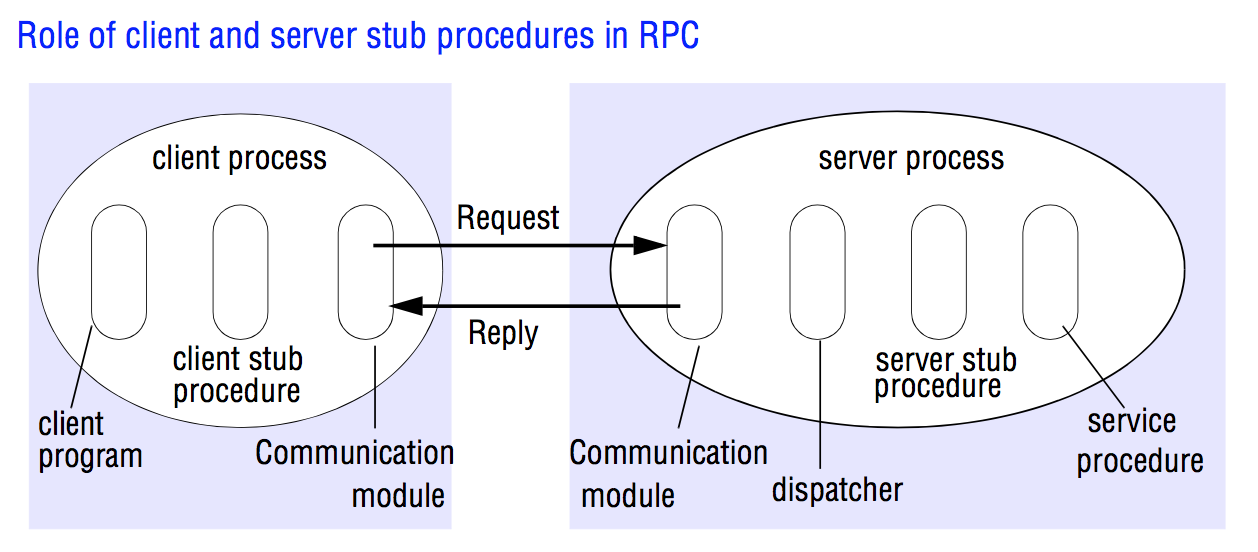 Role of client and server stub procedures in RPC
client process
server process
Request
Reply
client stub
procedure
server stub
procedure
client
program
Communication
module
Communication
module
dispatcher
service
procedure